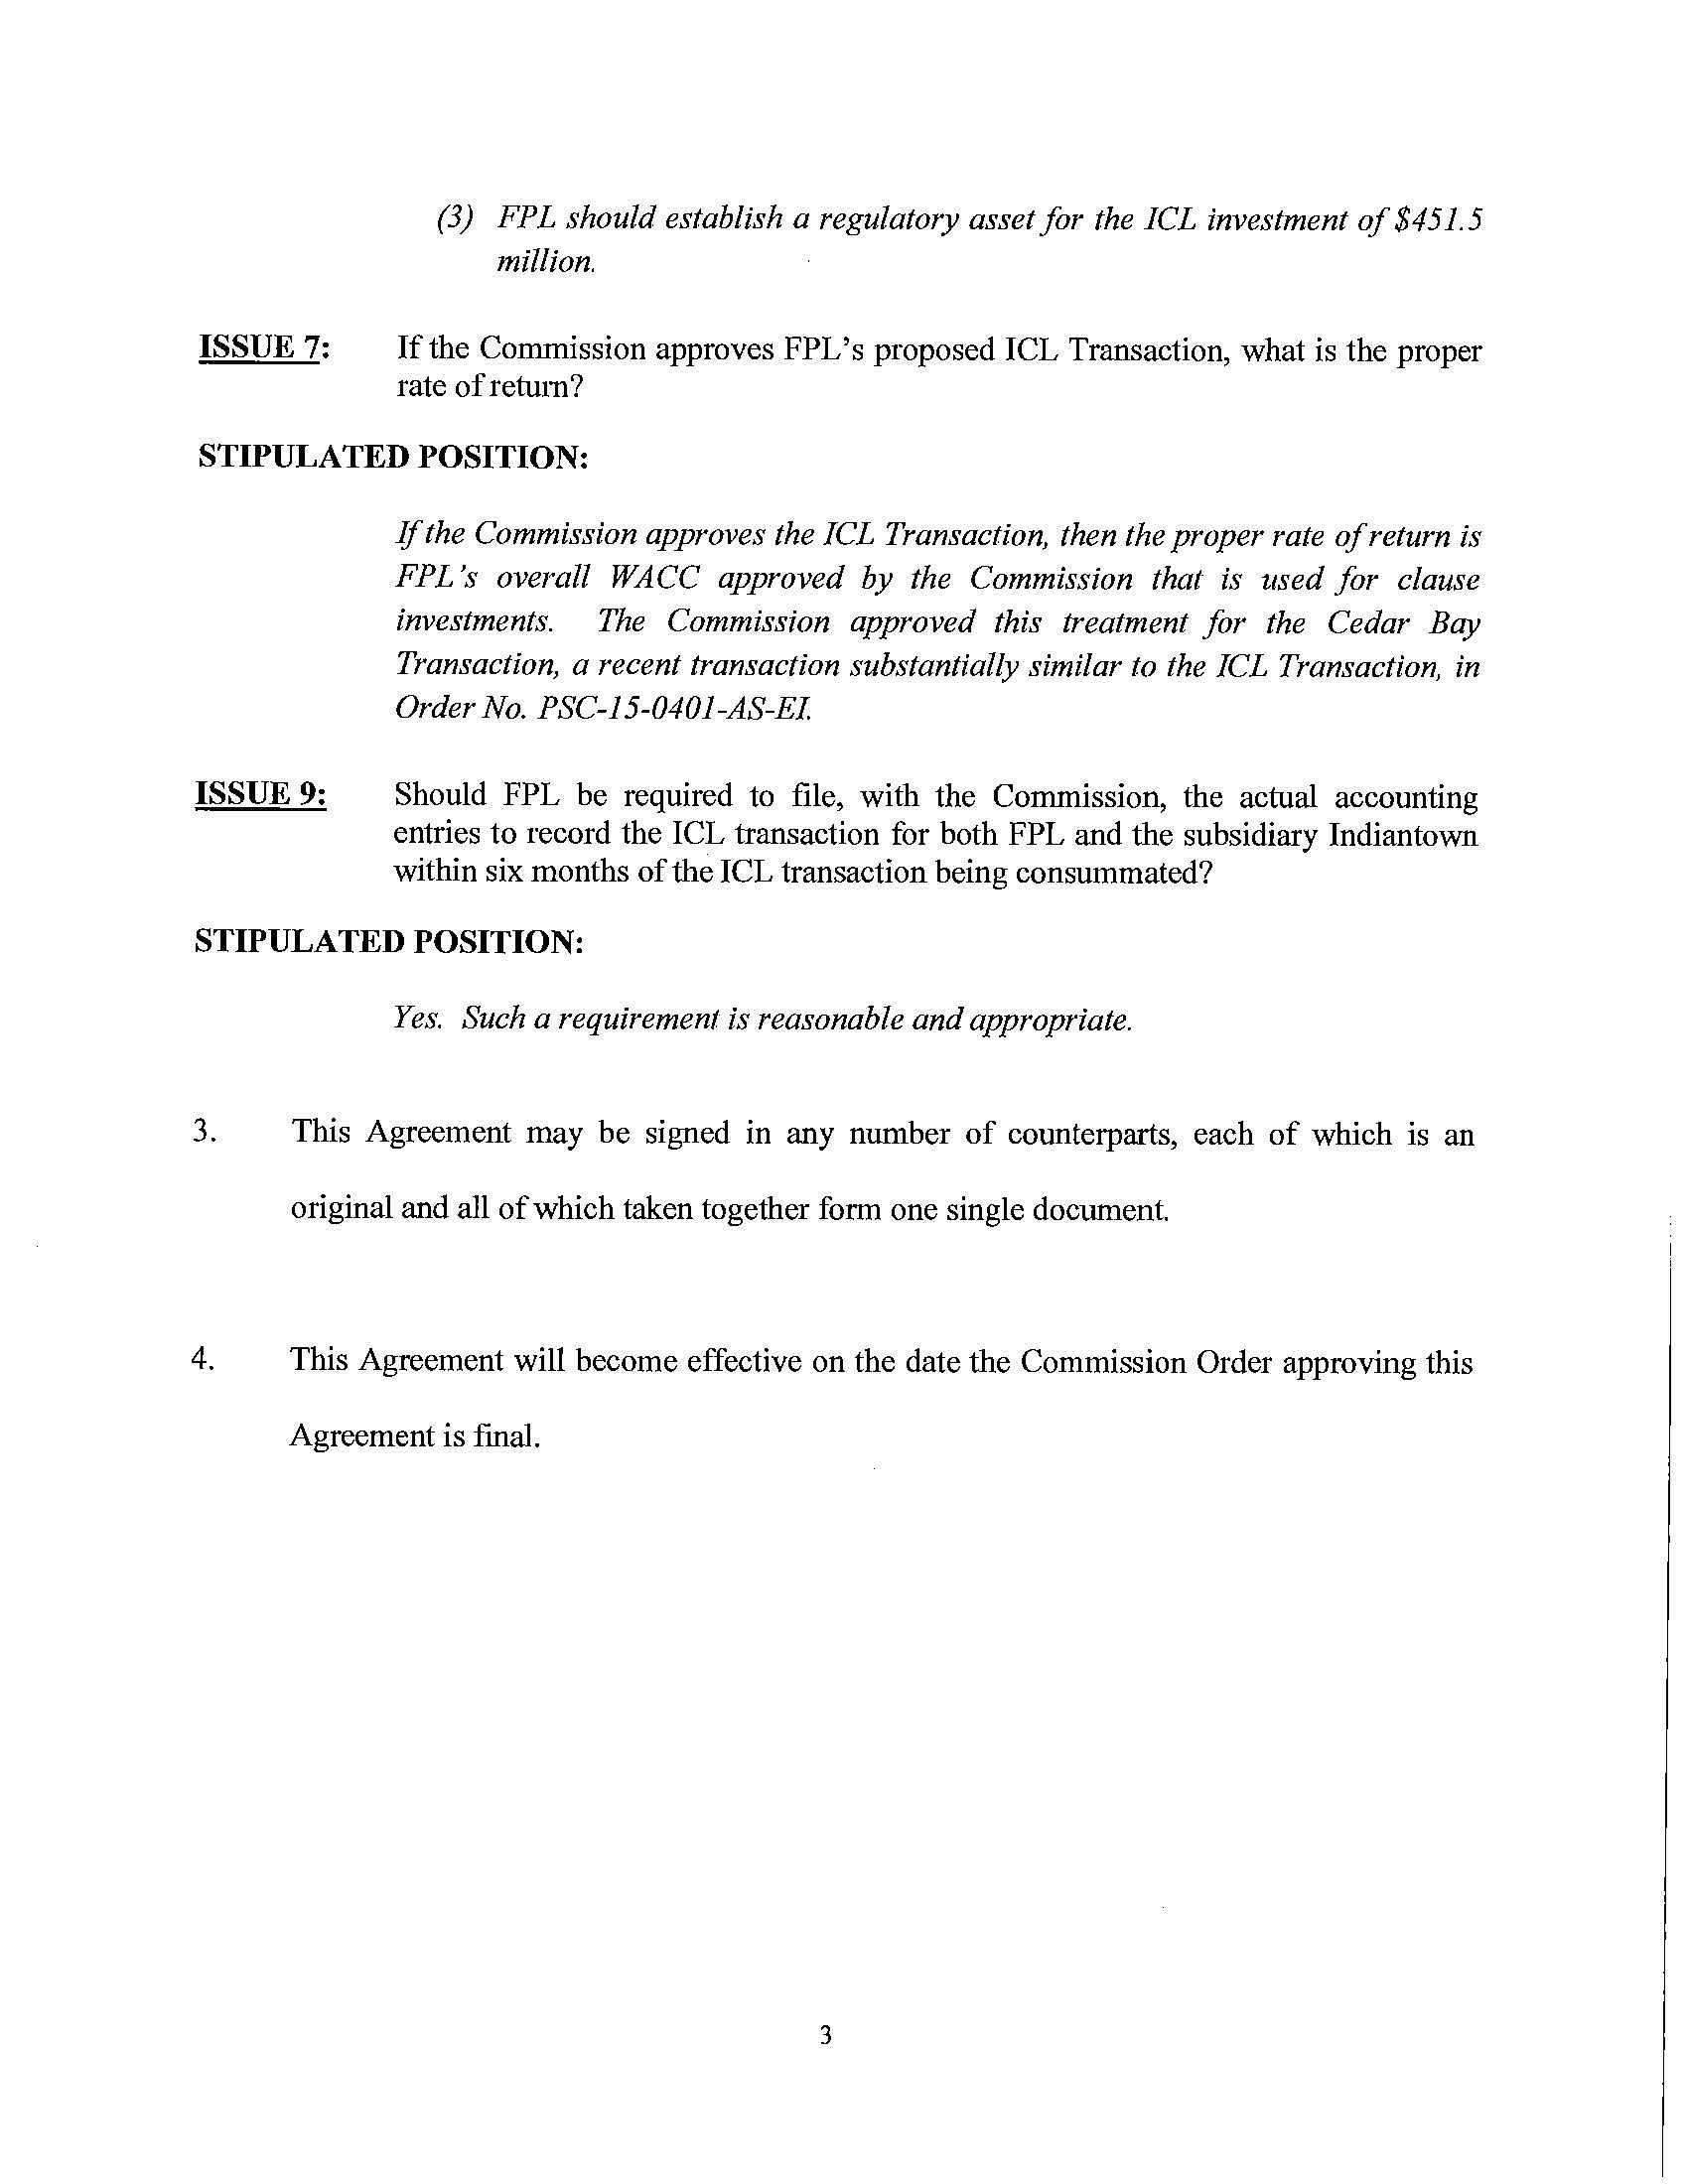 (3) FPL should establish a regulatory asset for the ICL investment of $451.5
million.
ISSUE 7: If the Commission approves FPL's proposed ICL Transaction, what is the proper
rate of return?
STIPULATED POSITION:
If the Commission approves the ICL Transaction, then the proper rate of return is
FPL's overall WACC approved by the Commission that is used for clause
investments. The Commission approved this treatment for the Cedar Bay
Transaction, a recent transaction substantially similar to the ICL Transaction, in
Order No. PSC-15-0401-AS-EI.
ISSUE 9: Should FPL be required to file, with the Commission, the actual accounting
entries to record the ICL transaction for both FPL and the subsidiary Indiantown
within six months of the ICL transaction being consummated?
STIPULATED POSITION:
Yes. Such a requirement is reasonable and appropriate.
3. This Agreement may be signed in any number of counterparts, each of which is an
original and all of which taken together form one single document.
4. This Agreement will become effective on the date the Commission Order approving this
Agreement is final.
3